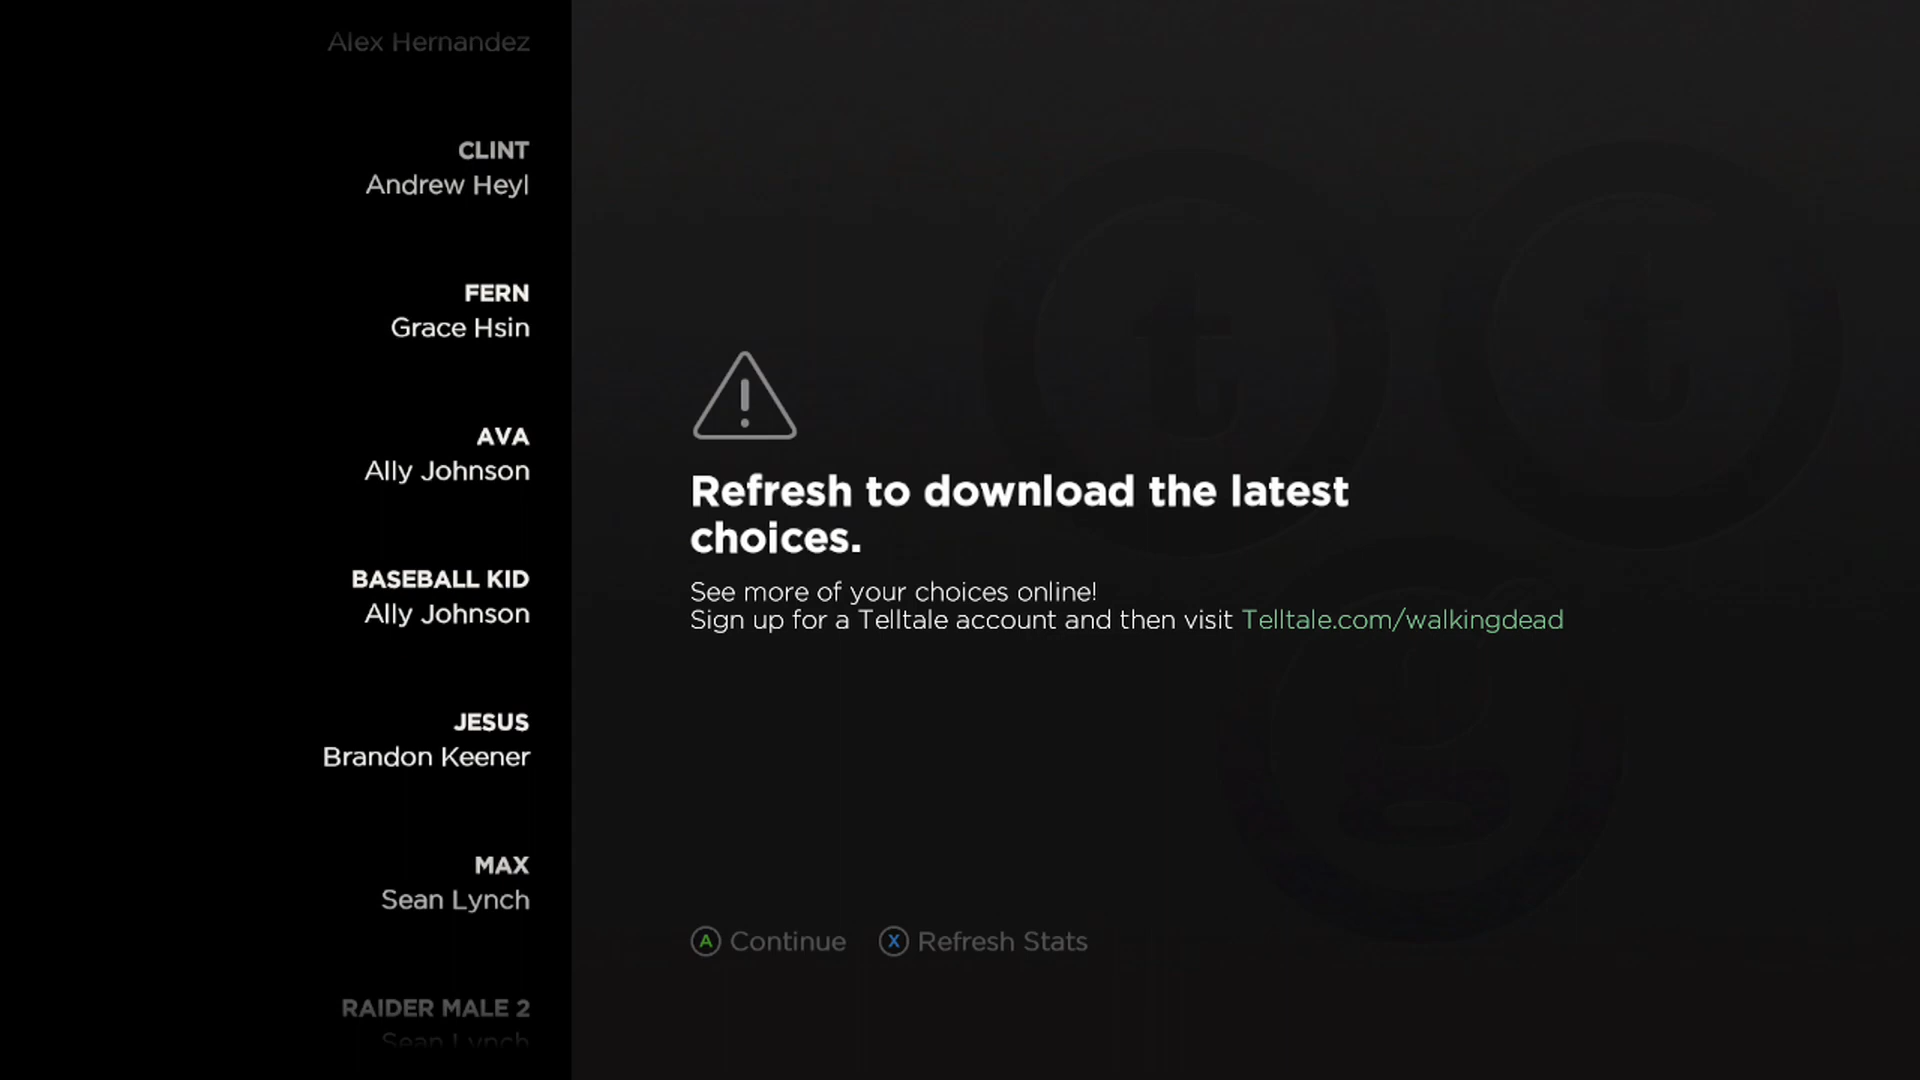 Alex Hernandez
CLINT
Andrew Heyl
FERN
Grace Hsin
AVA
Ally Johnson
BASEBALL KID
Ally Johnson
JESUS
Brandon Keener
MAX
Sean Lynch
RAIDER MALE 2
Sean Lynch
!
Refresh to download the latest
choices.
See more of your choices online!
Sign up for a Telltale account and then visit Telltale.com/walkingdead
A Continue X Refresh Stats
t t g